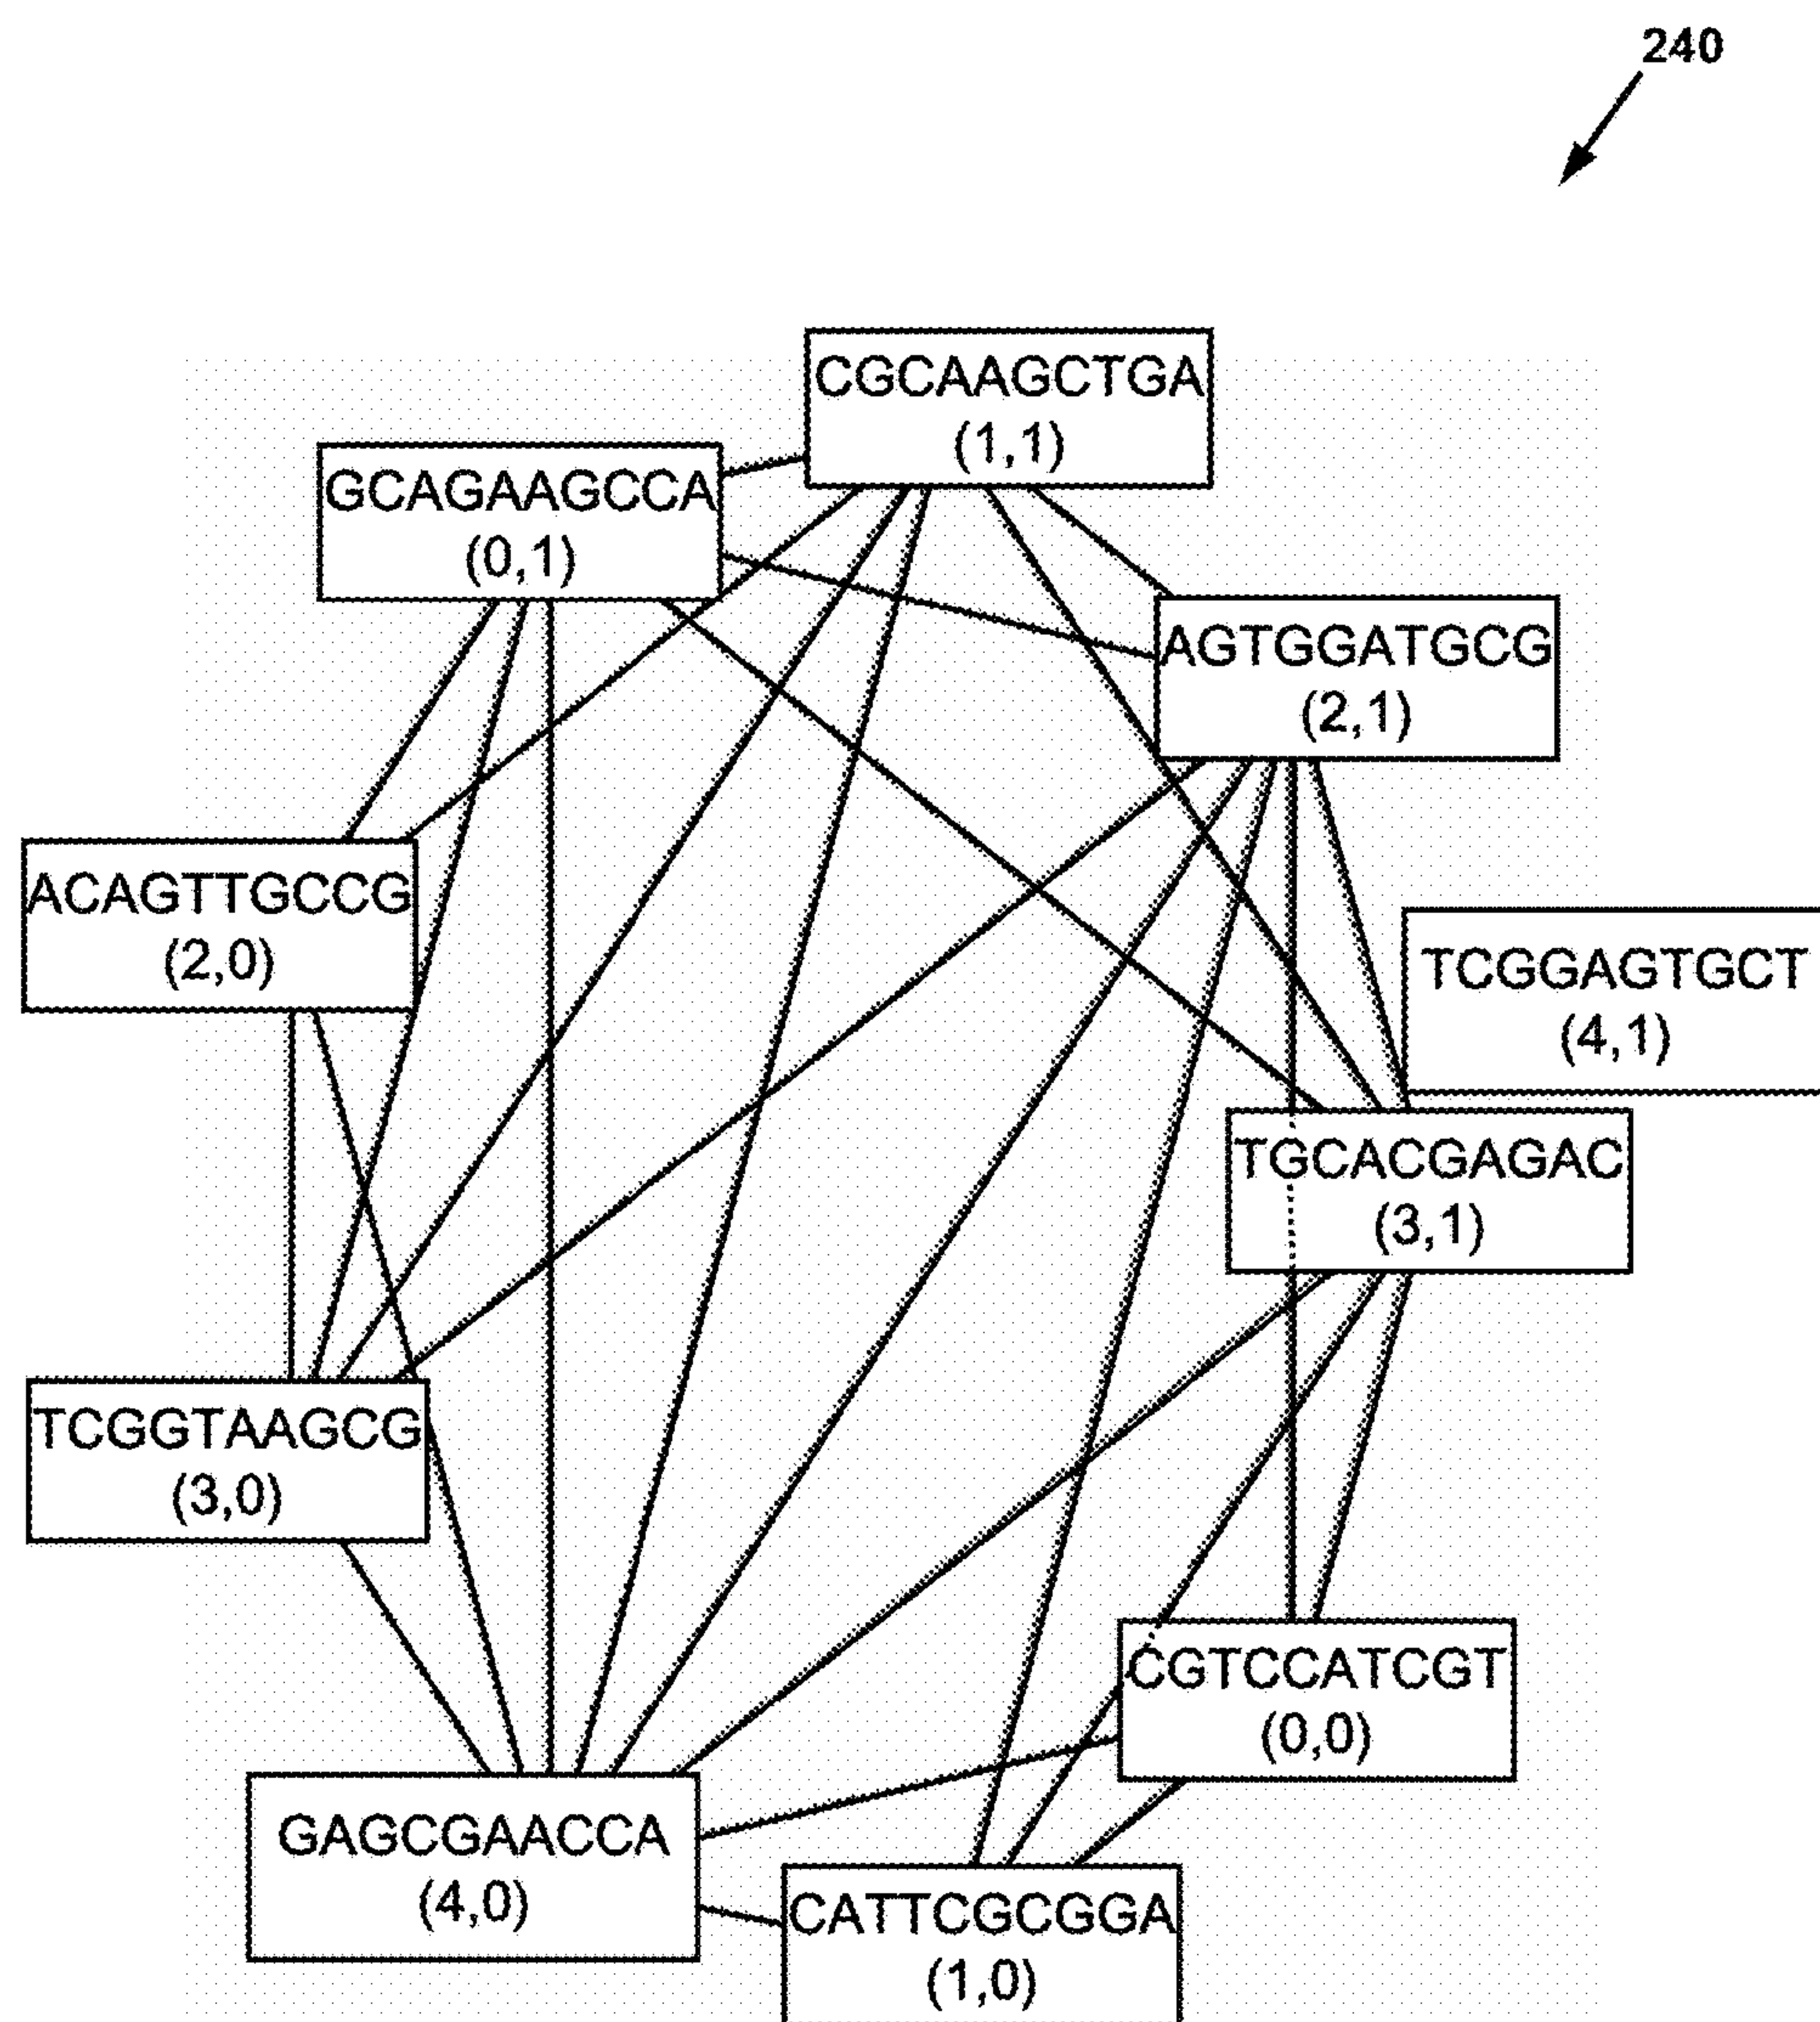 240
CGCAAGCTGA
(1,1)
GCAGAAGCCA
(0,1)
AGTGGATGCG
(2,1)
ACAGTTGCCG
(2,0)
TCGGAGTGCT
(4,1)
TGCACGAGAC
(3,1)
TCGGTAAGCG
(3,0)
CGTCCATCGT
(0,0)
GAGCGAACCA
(4,0)
CATTCGCGGA
(1,0)